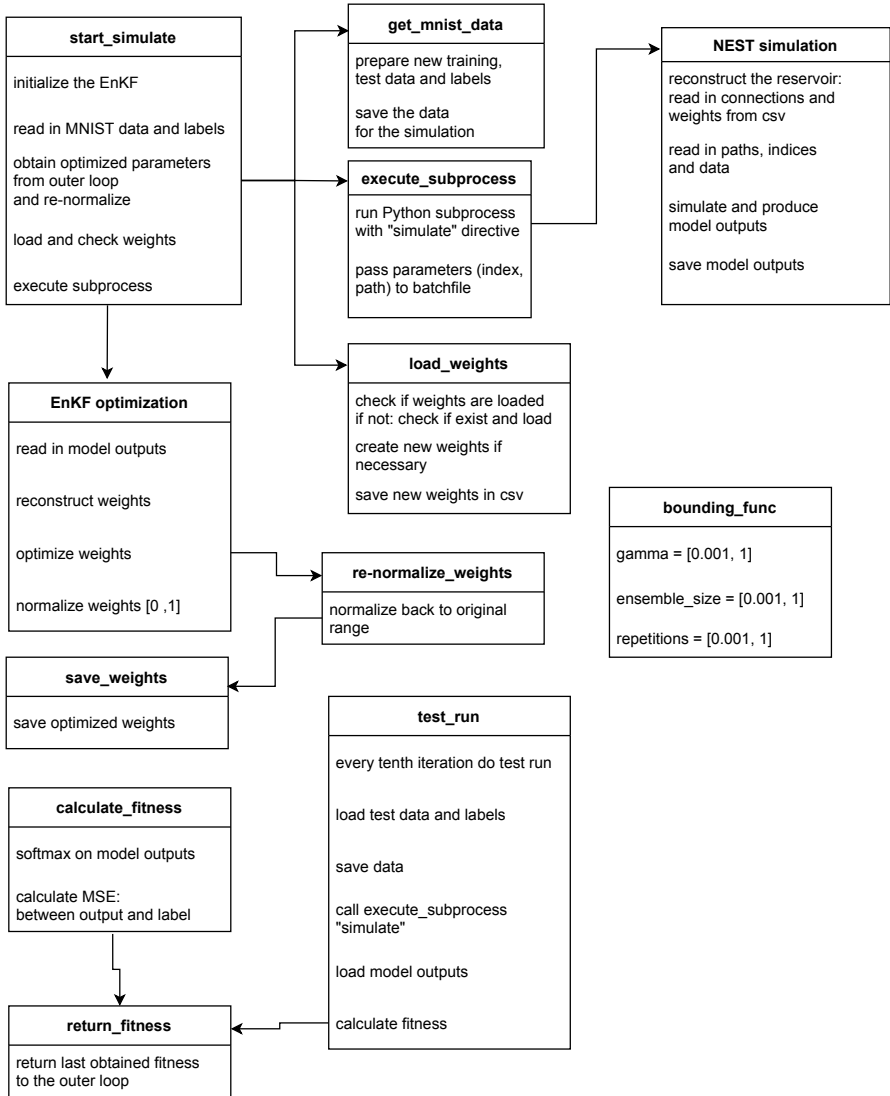 start_simulate
initialize the EnKF
read in MNIST data and labels
obtain optimized parameters
from outer loop
and re-normalize
load and check weights
execute subprocess
get_mnist_data
prepare new training,
test data and labels
save the data
for the simulation
execute_subprocess
run Python subprocess
with "simulate" directive
pass parameters (index,
path) to batchfile
NEST simulation
reconstruct the reservoir:
read in connections and
weights from csv
read in paths, indices
and data
simulate and produce
model outputs
save model outputs
load_weights
check if weights are loaded
if not: check if exist and load
create new weights if
necessary
save new weights in csv
EnKF optimization
read in model outputs
reconstruct weights
optimize weights
normalize weights [0 ,1]
re-normalize_weights
normalize back to original
range
bounding_func
gamma = [0.001, 1]
ensemble_size = [0.001, 1]
repetitions = [0.001, 1]
save_weights
save optimized weights
test_run
every tenth iteration do test run
load test data and labels
save data
call execute_subprocess
"simulate"
load model outputs
calculate fitness
calculate_fitness
softmax on model outputs
calculate MSE:
between output and label
return_fitness
return last obtained fitness
to the outer loop